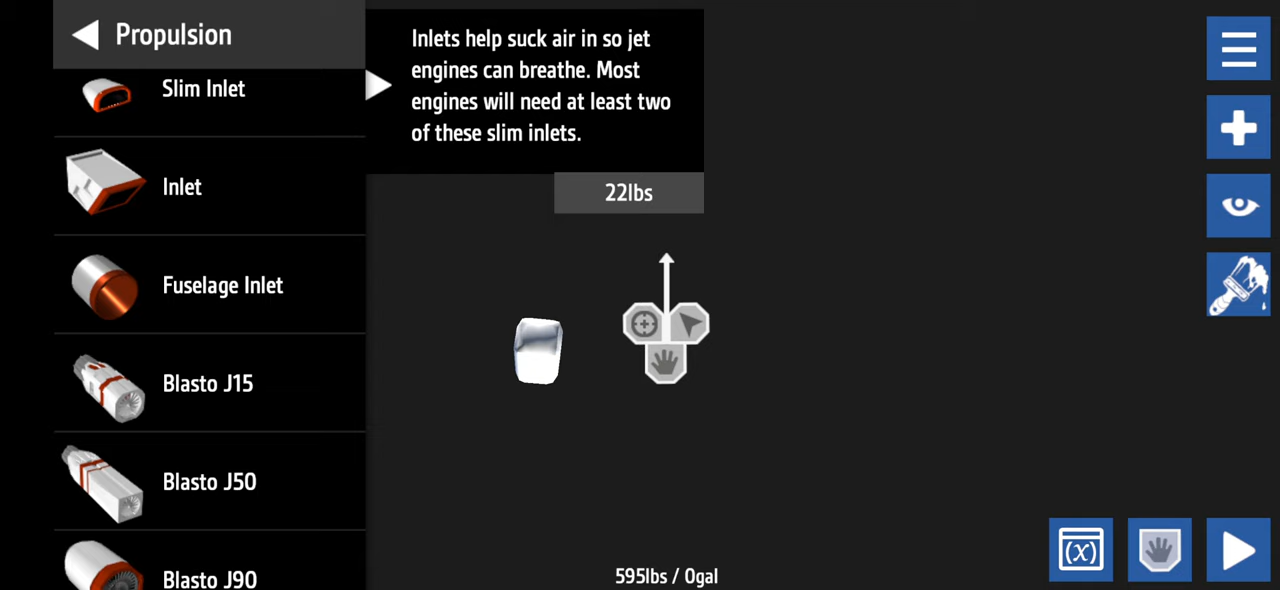 Propulsion
Slim Inlet
Inlets help suck air in so jet
engines can breathe. Most
engines will need at least two
of these slim inlets.
22lbs
Inlet
Fuselage Inlet
Blasto J15
Blasto J50
Blasto J90
(x)
595lbs / 0gal